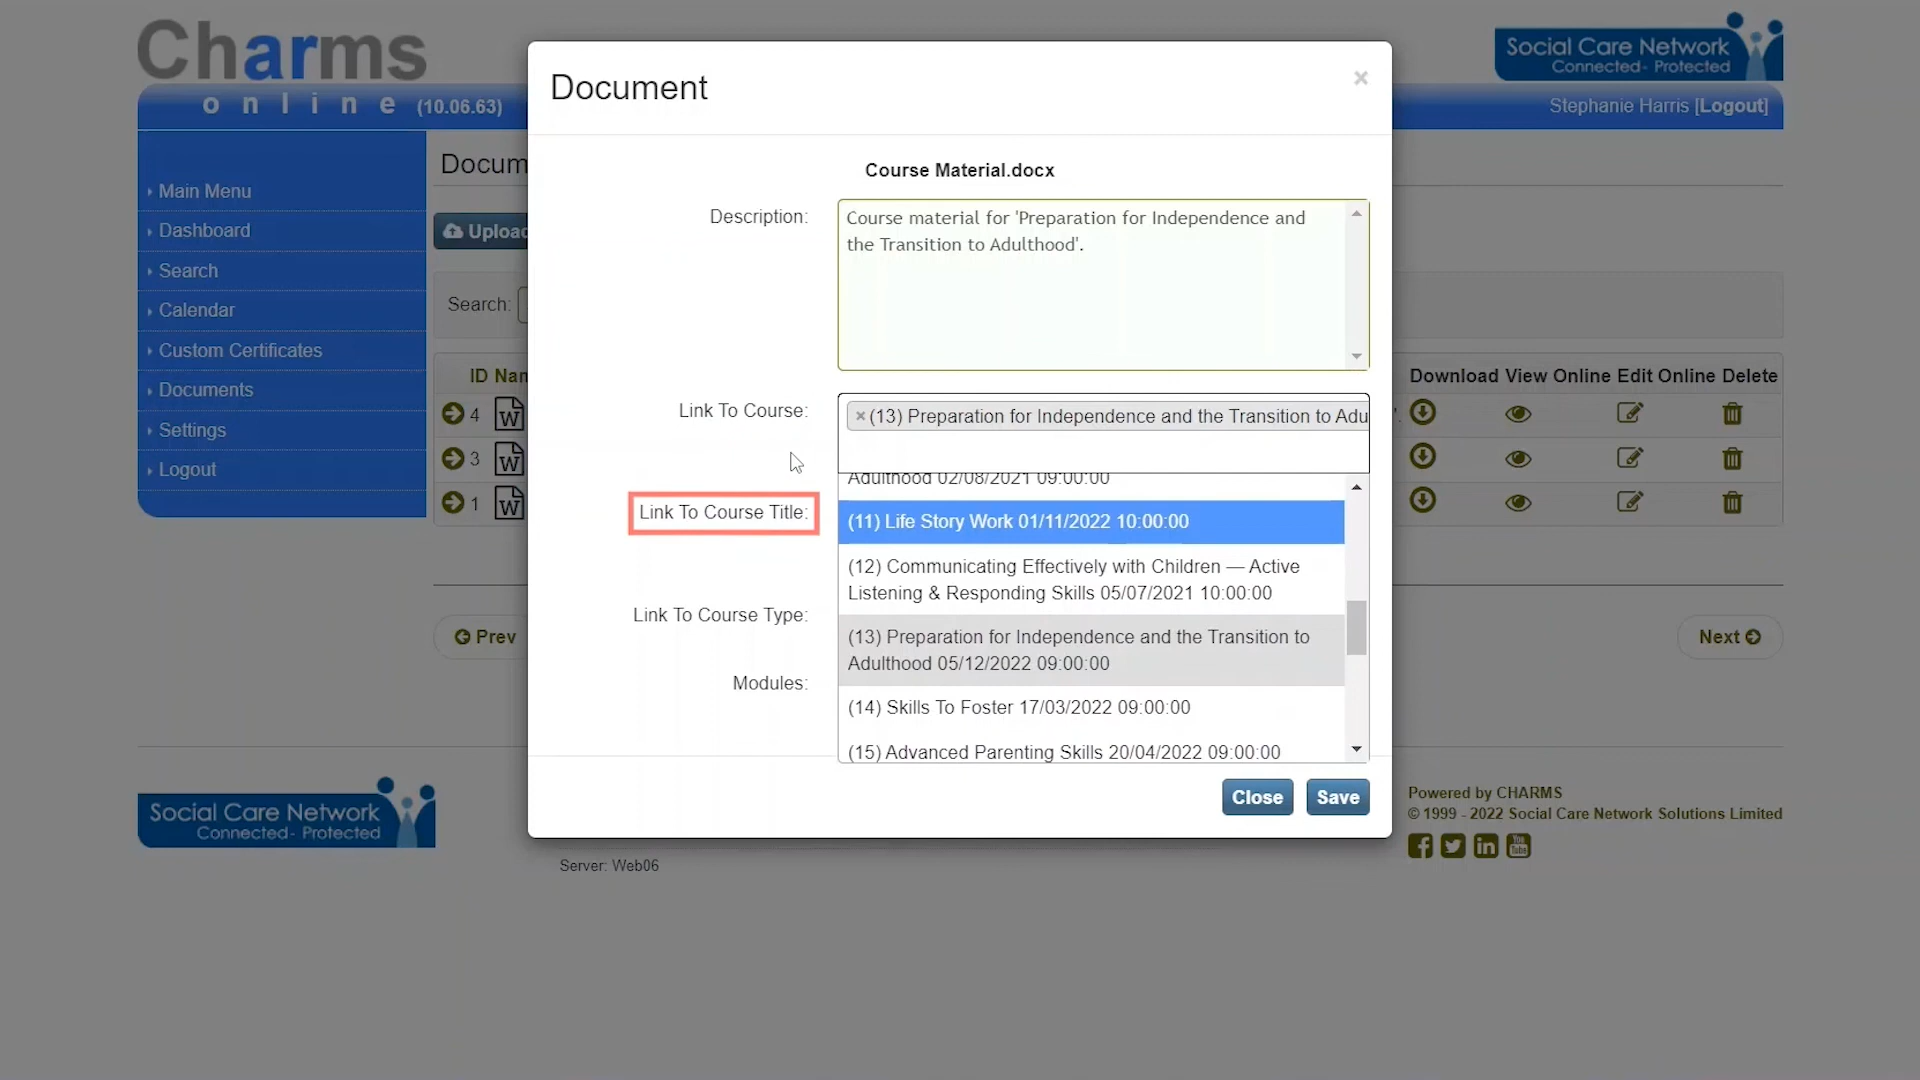 Charms
online (10.06.63)
Social Care Network
Connected - Protected
Stephanie Harris [Logout]
Main Menu
Dashboard
Search
Calendar
Custom Certificates
Documents
Settings
Logout
Docum
Upload
Search:
ID Nam
4
3
1
Prev
Document
×
Course Material.docx
Description:
Course material for 'Preparation for Independence and
the Transition to Adulthood'.
Link To Course:
×(13) Preparation for Independence and the Transition to Adu
Adulthood 02/08/2021 09:00:00
Link To Course Title:
(11) Life Story Work 01/11/2022 10:00:00
(12) Communicating Effectively with Children — Active
Listening & Responding Skills 05/07/2021 10:00:00
Link To Course Type:
(13) Preparation for Independence and the Transition to
Adulthood 05/12/2022 09:00:00
Modules:
(14) Skills To Foster 17/03/2022 09:00:00
(15) Advanced Parenting Skills 20/04/2022 09:00:00
Close
Save
Download View Online Edit Online Delete
Next
Social Care Network
Connected - Protected
Server: Web06
Powered by CHARMS
© 1999 - 2022 Social Care Network Solutions Limited